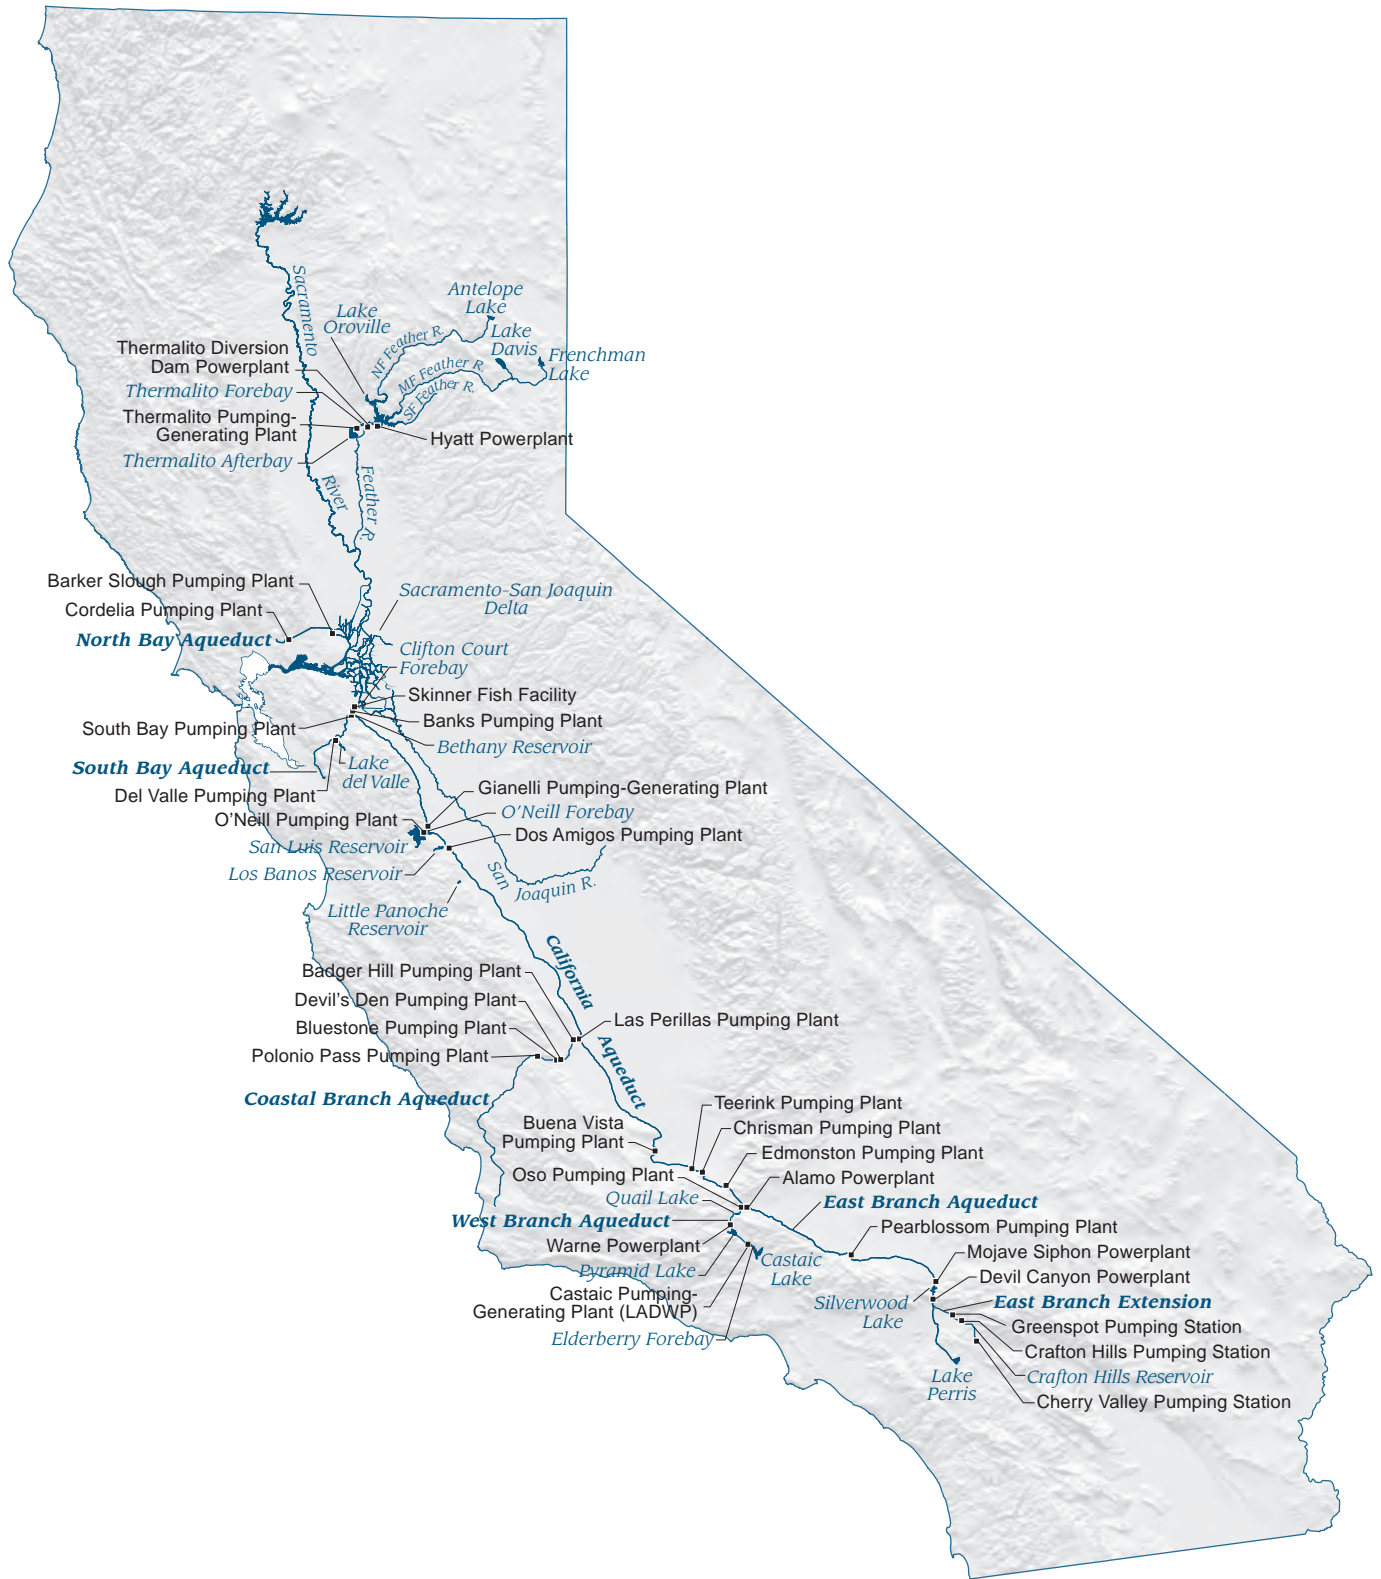 Sacramento
River
Antelope
Lake
Lake
Oroville
NF Feather R.
Lake
Davis
Frenchman
Lake
MF Feather R.
SF Feather R.
Thermalito Diversion
Dam Powerplant
Thermalito Forebay
Thermalito Pumping-
Generating Plant
Hyatt Powerplant
Thermalito Afterbay
Feather R.
Barker Slough Pumping Plant
Cordelia Pumping Plant
North Bay Aqueduct
Sacramento-San Joaquin
Delta
Clifton Court
Forebay
Skinner Fish Facility
Banks Pumping Plant
South Bay Pumping Plant
Bethany Reservoir
South Bay Aqueduct
Lake
del Valle
Del Valle Pumping Plant
Gianelli Pumping-Generating Plant
O'Neill Forebay
O'Neill Pumping Plant
Dos Amigos Pumping Plant
San Luis Reservoir
Los Banos Reservoir
San
Joaquin R.
Little Panoche
Reservoir
California
Aqueduct
Badger Hill Pumping Plant
Devil's Den Pumping Plant
Las Perillas Pumping Plant
Bluestone Pumping Plant
Polonio Pass Pumping Plant
Coastal Branch Aqueduct
Teerink Pumping Plant
Buena Vista
Pumping Plant
Chrisman Pumping Plant
Edmonston Pumping Plant
Oso Pumping Plant
Alamo Powerplant
Quail Lake
East Branch Aqueduct
West Branch Aqueduct
Pearblossom Pumping Plant
Warne Powerplant
Mojave Siphon Powerplant
Pyramid Lake
Castaic
Lake
Devil Canyon Powerplant
Castaic Pumping-
Generating Plant (LADWP)
Silverwood
Lake
East Branch Extension
Greenspot Pumping Station
Elderberry Forebay
Crafton Hills Pumping Station
Lake
Perris
Crafton Hills Reservoir
Cherry Valley Pumping Station